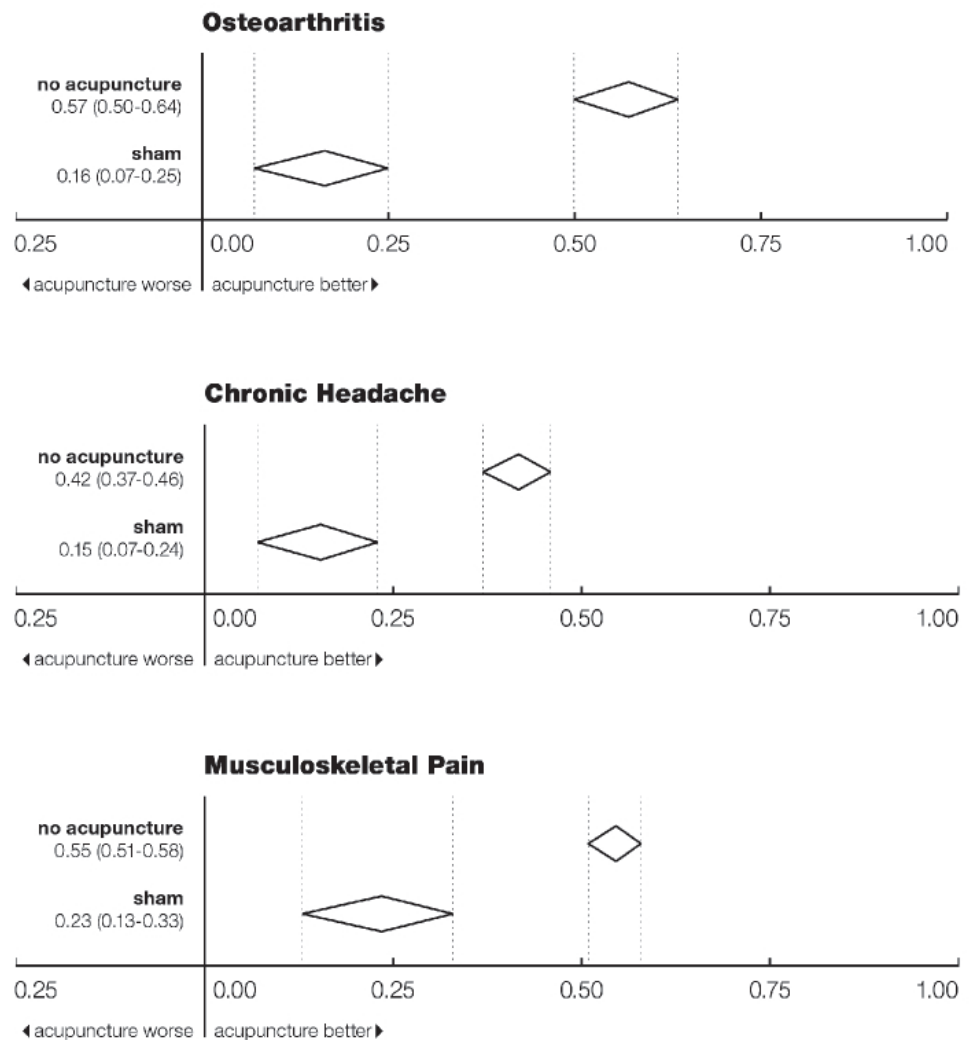 Osteoarthritis
no acupuncture
0.57 (0.50-0.64)
sham
0.16 (0.07-0.25)
0.25 0.00 0.25 0.50 0.75 1.00
◀acupuncture worse acupuncture better▶
Chronic Headache
no acupuncture
0.42 (0.37-0.46)
sham
0.15 (0.07-0.24)
0.25 0.00 0.25 0.50 0.75 1.00
◀acupuncture worse acupuncture better▶
Musculoskeletal Pain
no acupuncture
0.55 (0.51-0.58)
sham
0.23 (0.13-0.33)
0.25 0.00 0.25 0.50 0.75 1.00
◀acupuncture worse acupuncture better▶